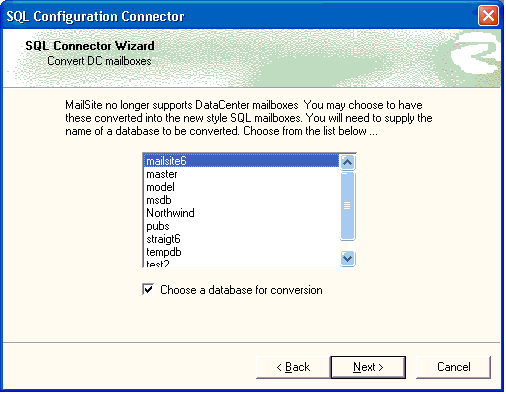 SQL Configuration Connector
SQL Connector Wizard
Convert DC mailboxes
MailSite no longer supports DataCenter mailboxes You may choose to have
these converted into the new style SQL mailboxes. You will need to supply the
name of a database to be converted. Choose from the list below ...
mailsite6
master
model
msdb
Northwind
pubs
straigt6
tempdb
test2
Choose a database for conversion
< Back
Next >
Cancel